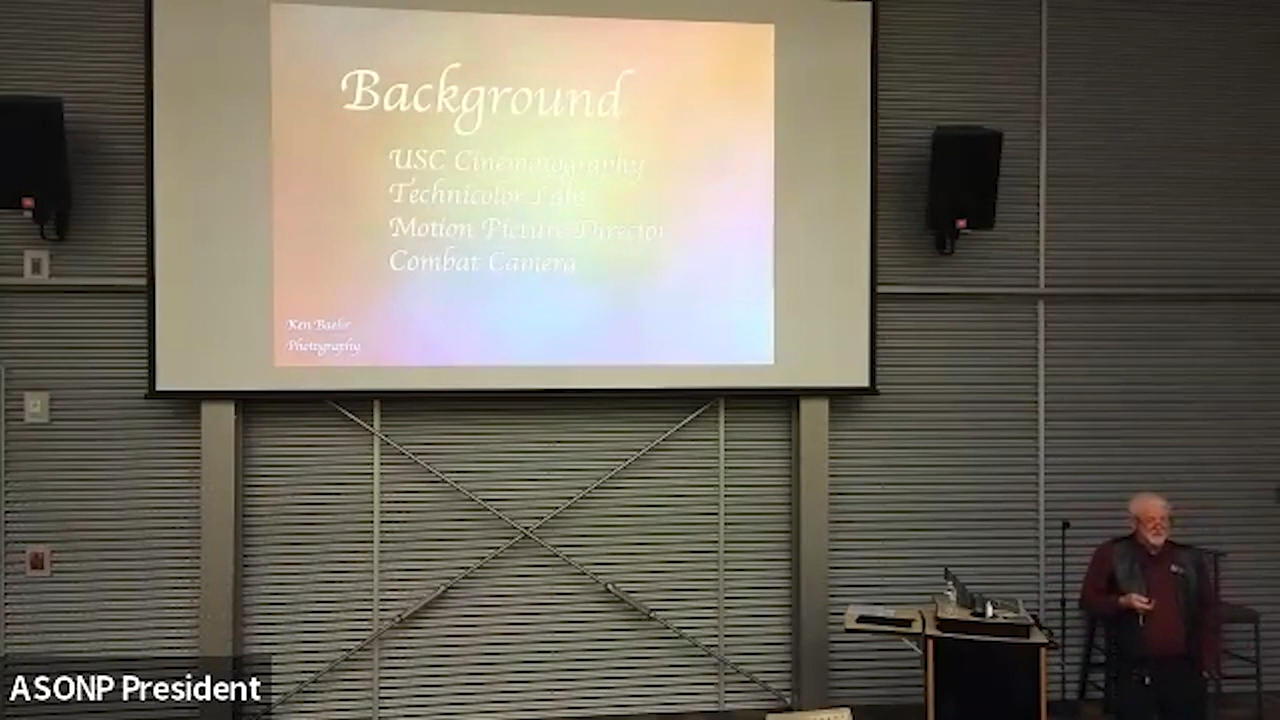 Background
USC Cinematography
Technicolor Labs
Motion Picture Director
Combat Camera
Ken Baehr
Photography
ASONP President